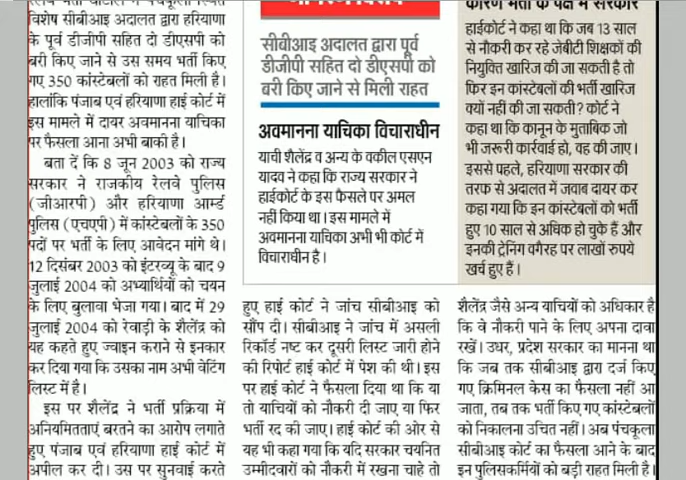 विशेष सीबीआइ अदालत द्वारा हरियाणा
के पूर्व डीजीपी सहित दो डीएसपी को
बरी किए जाने से उस समय भर्ती किए
गए 350 कांस्टेबलों को राहत मिली है।
हालांकि पंजाब एवं हरियाणा हाई कोर्ट में
इस मामले में दायर अवमानना याचिका
पर फैसला आना अभी बाकी है।
बता दें कि 8 जून 2003 को राज्य
सरकार ने राजकीय रेलवे पुलिस
(जीआरपी) और हरियाणा आर्म्ड
पुलिस (एचएपी) में कांस्टेबलों के 350
पदों पर भर्ती के लिए आवेदन मांगे थे।
12 दिसंबर 2003 को इंटरव्यू के बाद 9
जुलाई 2004 को अभ्यार्थियों को चयन
के लिए बुलावा भेजा गया। बाद में 29
जुलाई 2004 को रेवाड़ी के शैलेंद्र को
यह कहते हुए ज्वाइन कराने से इनकार
कर दिया गया कि उसका नाम अभी वेटिंग
लिस्ट में है।
इस पर शैलेंद्र ने भर्ती प्रक्रिया में
अनियमितताएं बरतने का आरोप लगाते
हुए पंजाब एवं हरियाणा हाई कोर्ट में
अपील कर दी। उस पर सुनवाई करते
सीबीआइ अदालत द्वारा पूर्व
डीजीपी सहित दो डीएसपी को
बरी किए जाने से मिली राहत
अवमानना याचिका विचाराधीन
याची शैलेंद्र व अन्य के वकील एसएन
यादव ने कहा कि राज्य सरकार ने
हाईकोर्ट के इस फैसले पर अमल
नहीं किया था। इस मामले में
अवमानना याचिका अभी भी कोर्ट में
विचाराधीन है।
हुए हाई कोर्ट ने जांच सीबीआइ को
सौंप दी। सीबीआइ ने जांच में असली
रिकॉर्ड नष्ट कर दूसरी लिस्ट जारी होने
की रिपोर्ट हाई कोर्ट में पेश की थी। इस
पर हाई कोर्ट ने फैसला दिया था कि या
तो याचियों को नौकरी दी जाए या फिर
भर्ती रद की जाए। हाई कोर्ट की ओर से
यह भी कहा गया कि यदि सरकार चयनित
उम्मीदवारों को नौकरी में रखना चाहे तो
कारण भर्ती के पक्ष में सरकार
हाईकोर्ट ने कहा था कि जब 13 साल
से नौकरी कर रहे जेबीटी शिक्षकों की
नियुक्ति खारिज की जा सकती है तो
फिर इन कांस्टेबलों की भर्ती खारिज
क्यों नहीं की जा सकती? कोर्ट ने
कहा था कि कानून के मुताबिक जो
भी जरूरी कार्रवाई हो, वह की जाए।
इससे पहले, हरियाणा सरकार की
तरफ से अदालत में जवाब दायर कर
कहा गया कि इन कांस्टेबलों को भर्ती
हुए 10 साल से अधिक हो चुके हैं और
इनकी ट्रेनिंग वगैरह पर लाखों रुपये
खर्च हुए हैं।
शैलेंद्र जैसे अन्य याचियों को अधिकार है
कि वे नौकरी पाने के लिए अपना दावा
रखें। उधर, प्रदेश सरकार का मानना था
कि जब तक सीबीआइ द्वारा दर्ज किए
गए क्रिमिनल केस का फैसला नहीं आ
जाता, तब तक भर्ती किए गए कांस्टेबलों
को निकालना उचित नहीं। अब पंचकूला
सीबीआइ कोर्ट का फैसला आने के बाद
इन पुलिसकर्मियों को बड़ी राहत मिली है।